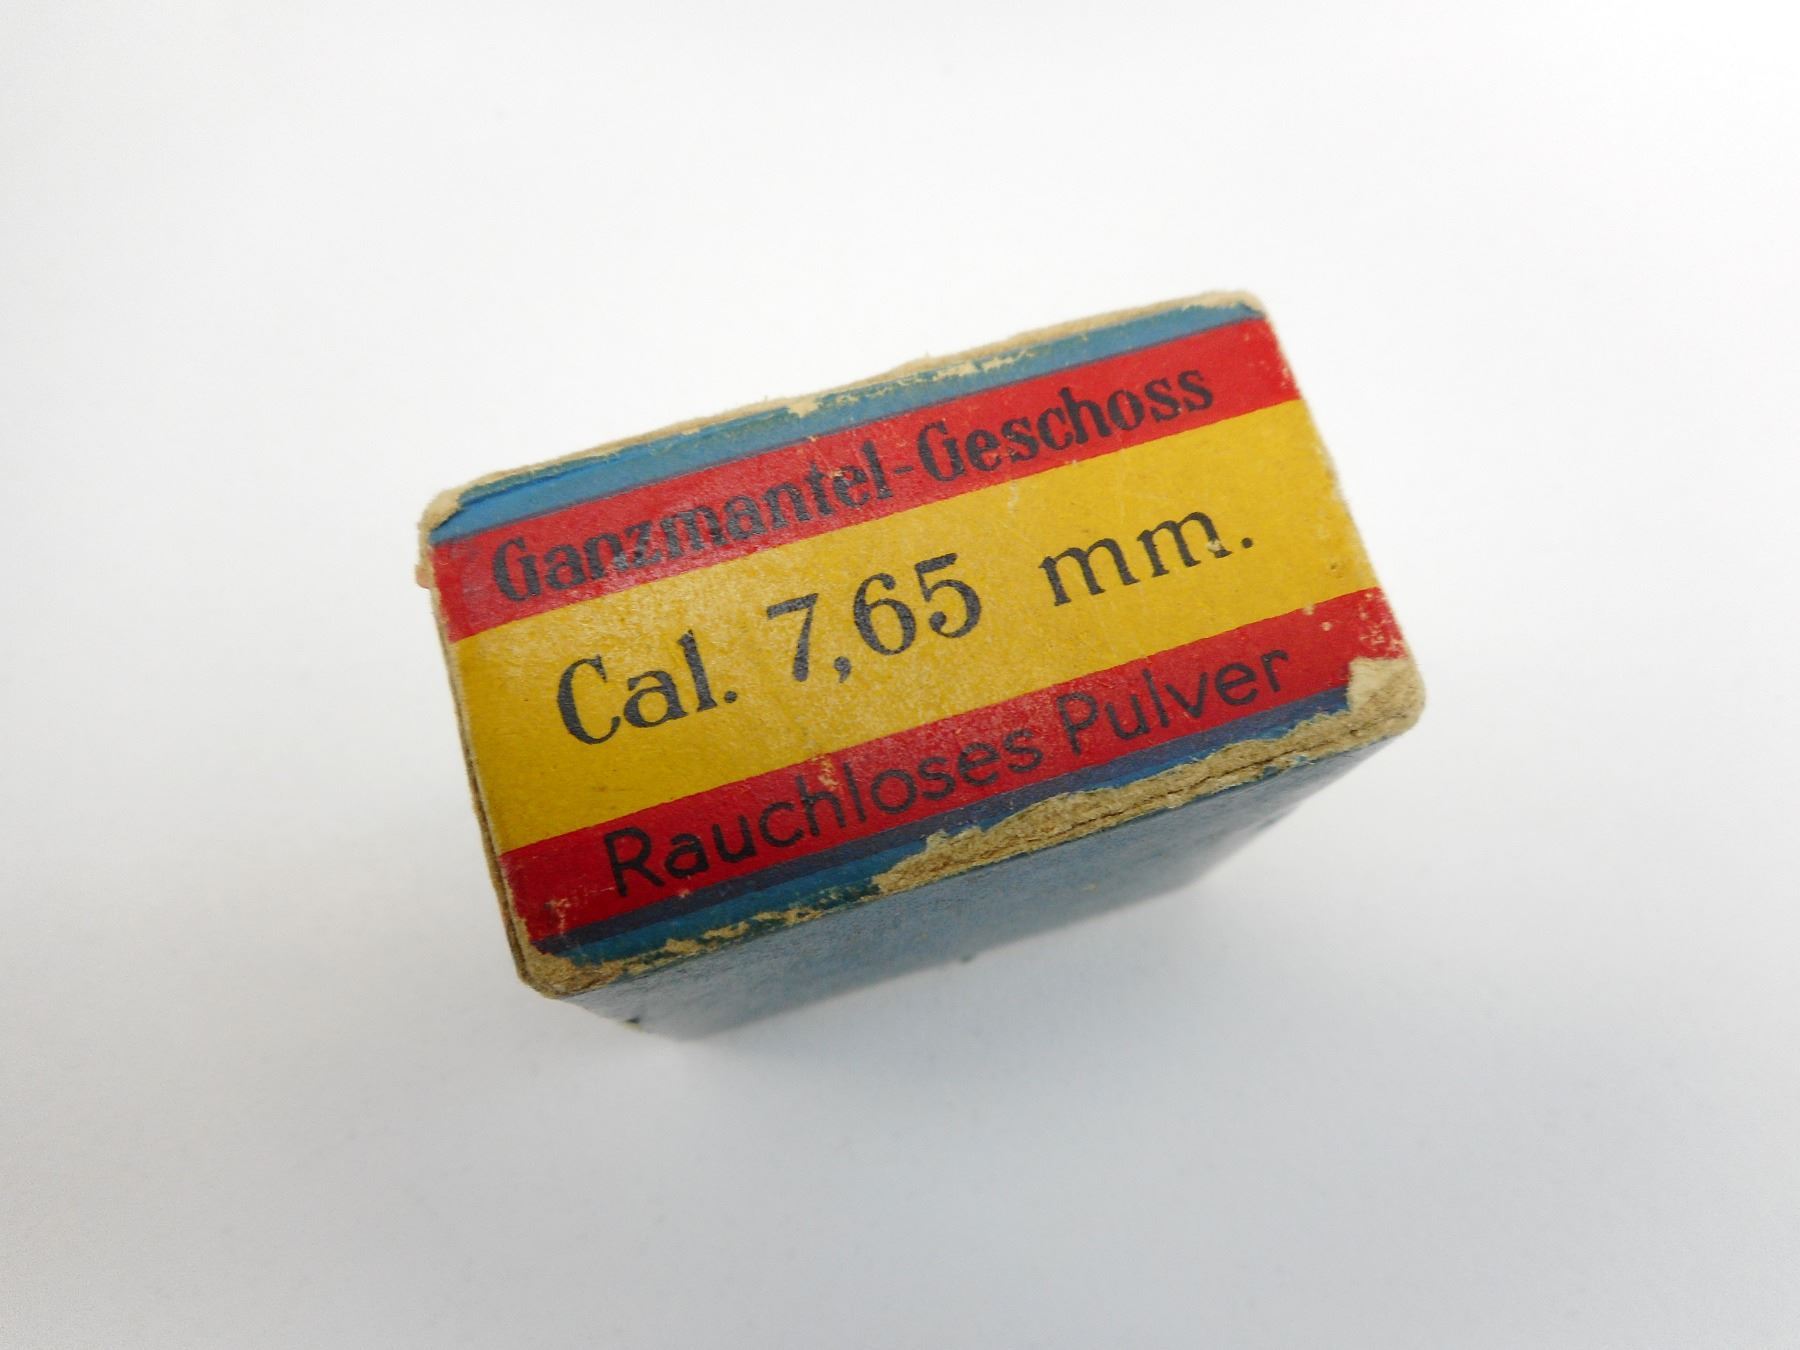 Ganzmantel-Geschoss
Cal. 7,65 mm.
Rauchloses Pulver